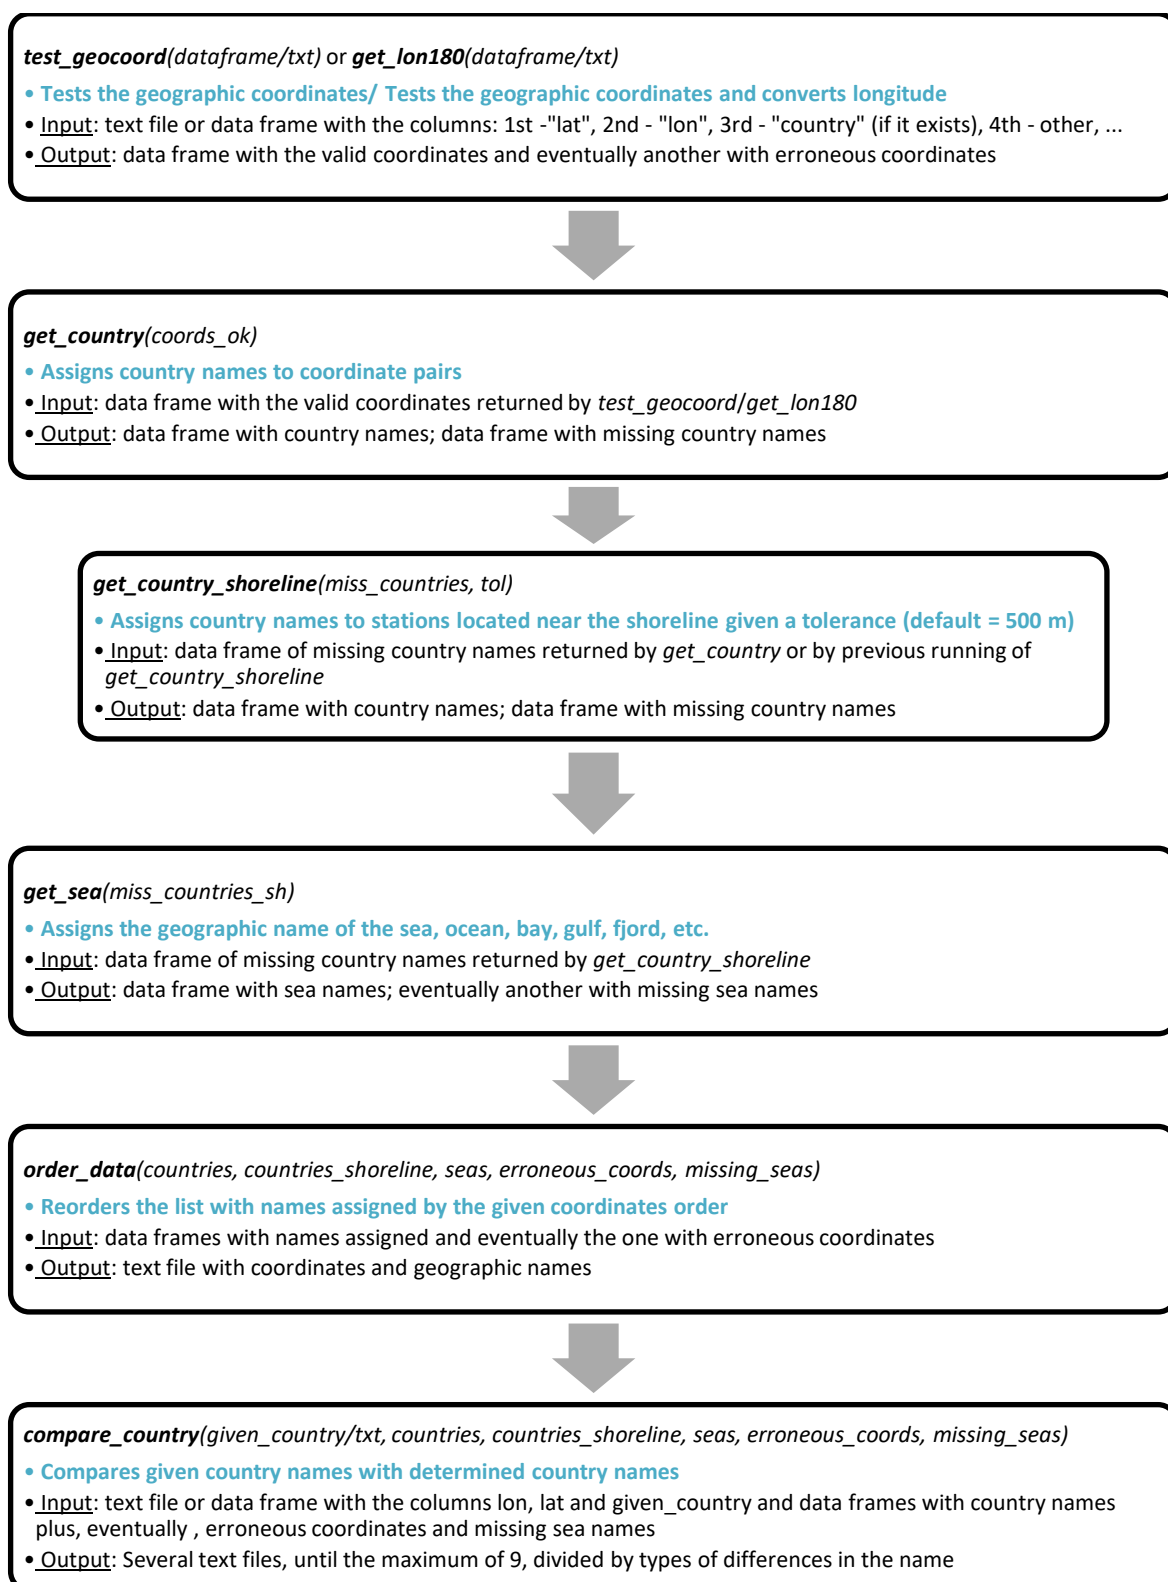 test_geocoord(dataframe/txt) or get_lon180(dataframe/txt)
• Tests the geographic coordinates/ Tests the geographic coordinates and converts longitude
• Input: text file or data frame with the columns: 1st -"lat", 2nd - "lon", 3rd - "country" (if it exists), 4th - other, ...
• Output: data frame with the valid coordinates and eventually another with erroneous coordinates
get_country(coords_ok)
• Assigns country names to coordinate pairs
• Input: data frame with the valid coordinates returned by test_geocoord/get_lon180
• Output: data frame with country names; data frame with missing country names
get_country_shoreline(miss_countries, tol)
• Assigns country names to stations located near the shoreline given a tolerance (default = 500 m)
• Input: data frame of missing country names returned by get_country or by previous running of
get_country_shoreline
• Output: data frame with country names; data frame with missing country names
get_sea(miss_countries_sh)
• Assigns the geographic name of the sea, ocean, bay, gulf, fjord, etc.
• Input: data frame of missing country names returned by get_country_shoreline
• Output: data frame with sea names; eventually another with missing sea names
order_data(countries, countries_shoreline, seas, erroneous_coords, missing_seas)
• Reorders the list with names assigned by the given coordinates order
• Input: data frames with names assigned and eventually the one with erroneous coordinates
• Output: text file with coordinates and geographic names
compare_country(given_country/txt, countries, countries_shoreline, seas, erroneous_coords, missing_seas)
• Compares given country names with determined country names
• Input: text file or data frame with the columns lon, lat and given_country and data frames with country names
plus, eventually , erroneous coordinates and missing sea names
• Output: Several text files, until the maximum of 9, divided by types of differences in the name